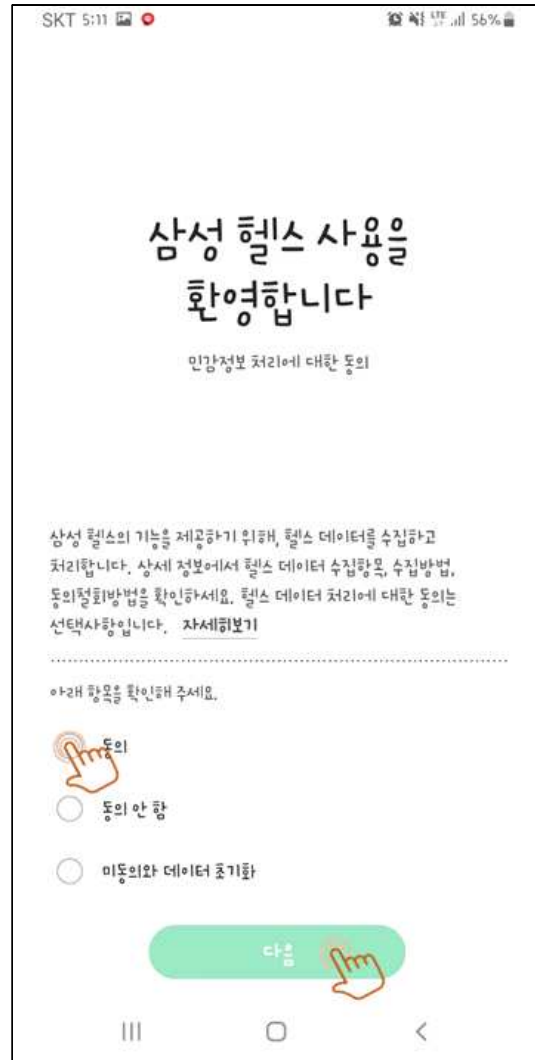 SKT 5:11
LTE 56%
삼성 헬스 사용을
환영합니다
민감정보 처리에 대한 동의
삼성 헬스의 기능을 제공하기 위해, 헬스 데이터를 수집하고
처리합니다. 상세 정보에서 헬스 데이터 수집항목, 수집방법,
동의철회방법을 확인하세요. 헬스 데이터 처리에 대한 동의는
선택사항입니다. 자세히보기
아래 항목을 확인해 주세요.
동의
동의 안 함
미동의와 데이터 초기화
다음